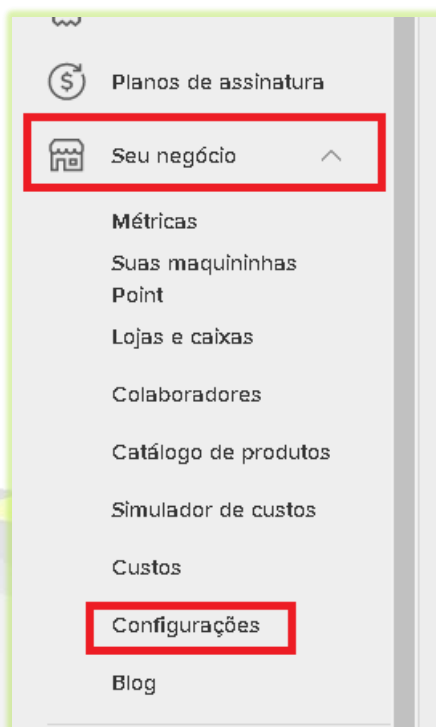 Planos de assinatura
Seu negócio
Métricas
Suas maquininhas
Point
Lojas e caixas
Colaboradores
Catálogo de produtos
Simulador de custos
Custos
Configurações
Blog